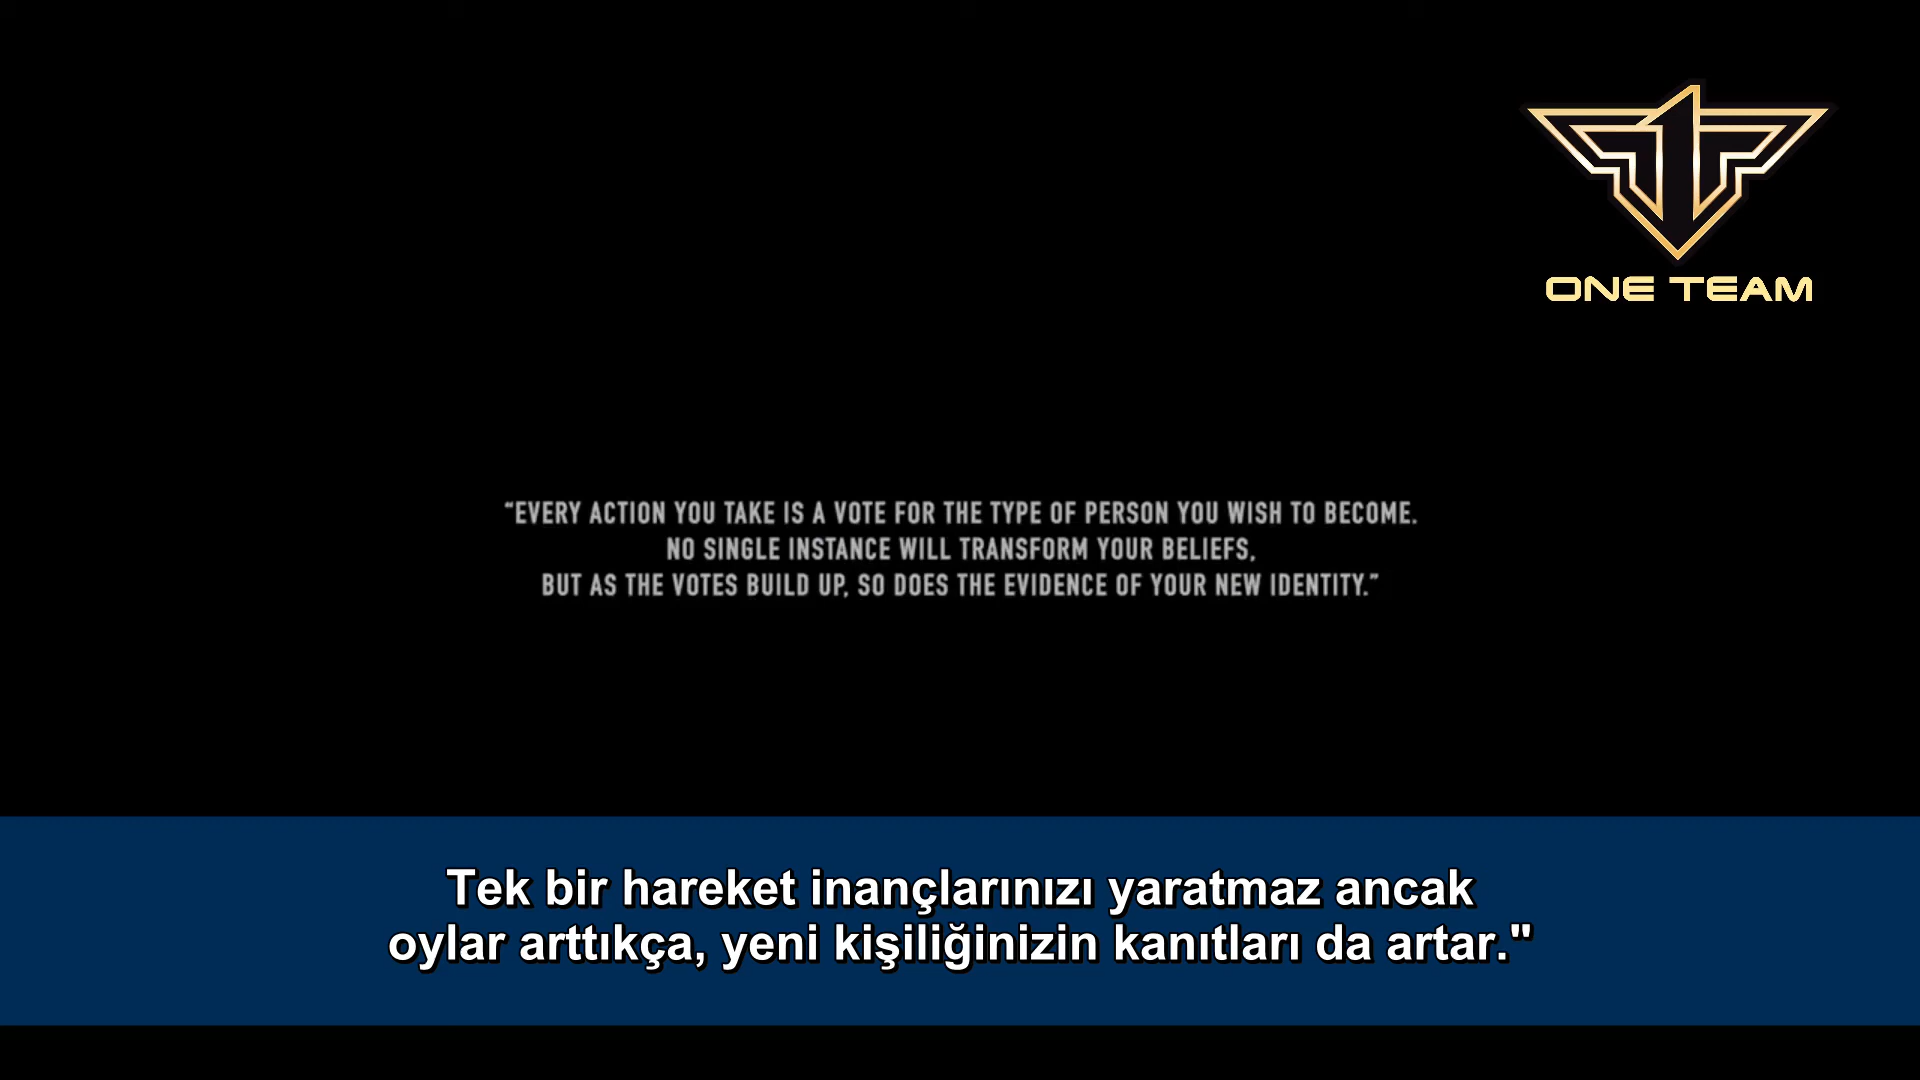 ONE TEAM
“EVERY ACTION YOU TAKE IS A VOTE FOR THE TYPE OF PERSON YOU WISH TO BECOME.
NO SINGLE INSTANCE WILL TRANSFORM YOUR BELIEFS,
BUT AS THE VOTES BUILD UP, SO DOES THE EVIDENCE OF YOUR NEW IDENTITY.”
Tek bir hareket inançlarınızı yaratmaz ancak
oylar arttıkça, yeni kişiliğinizin kanıtları da artar."